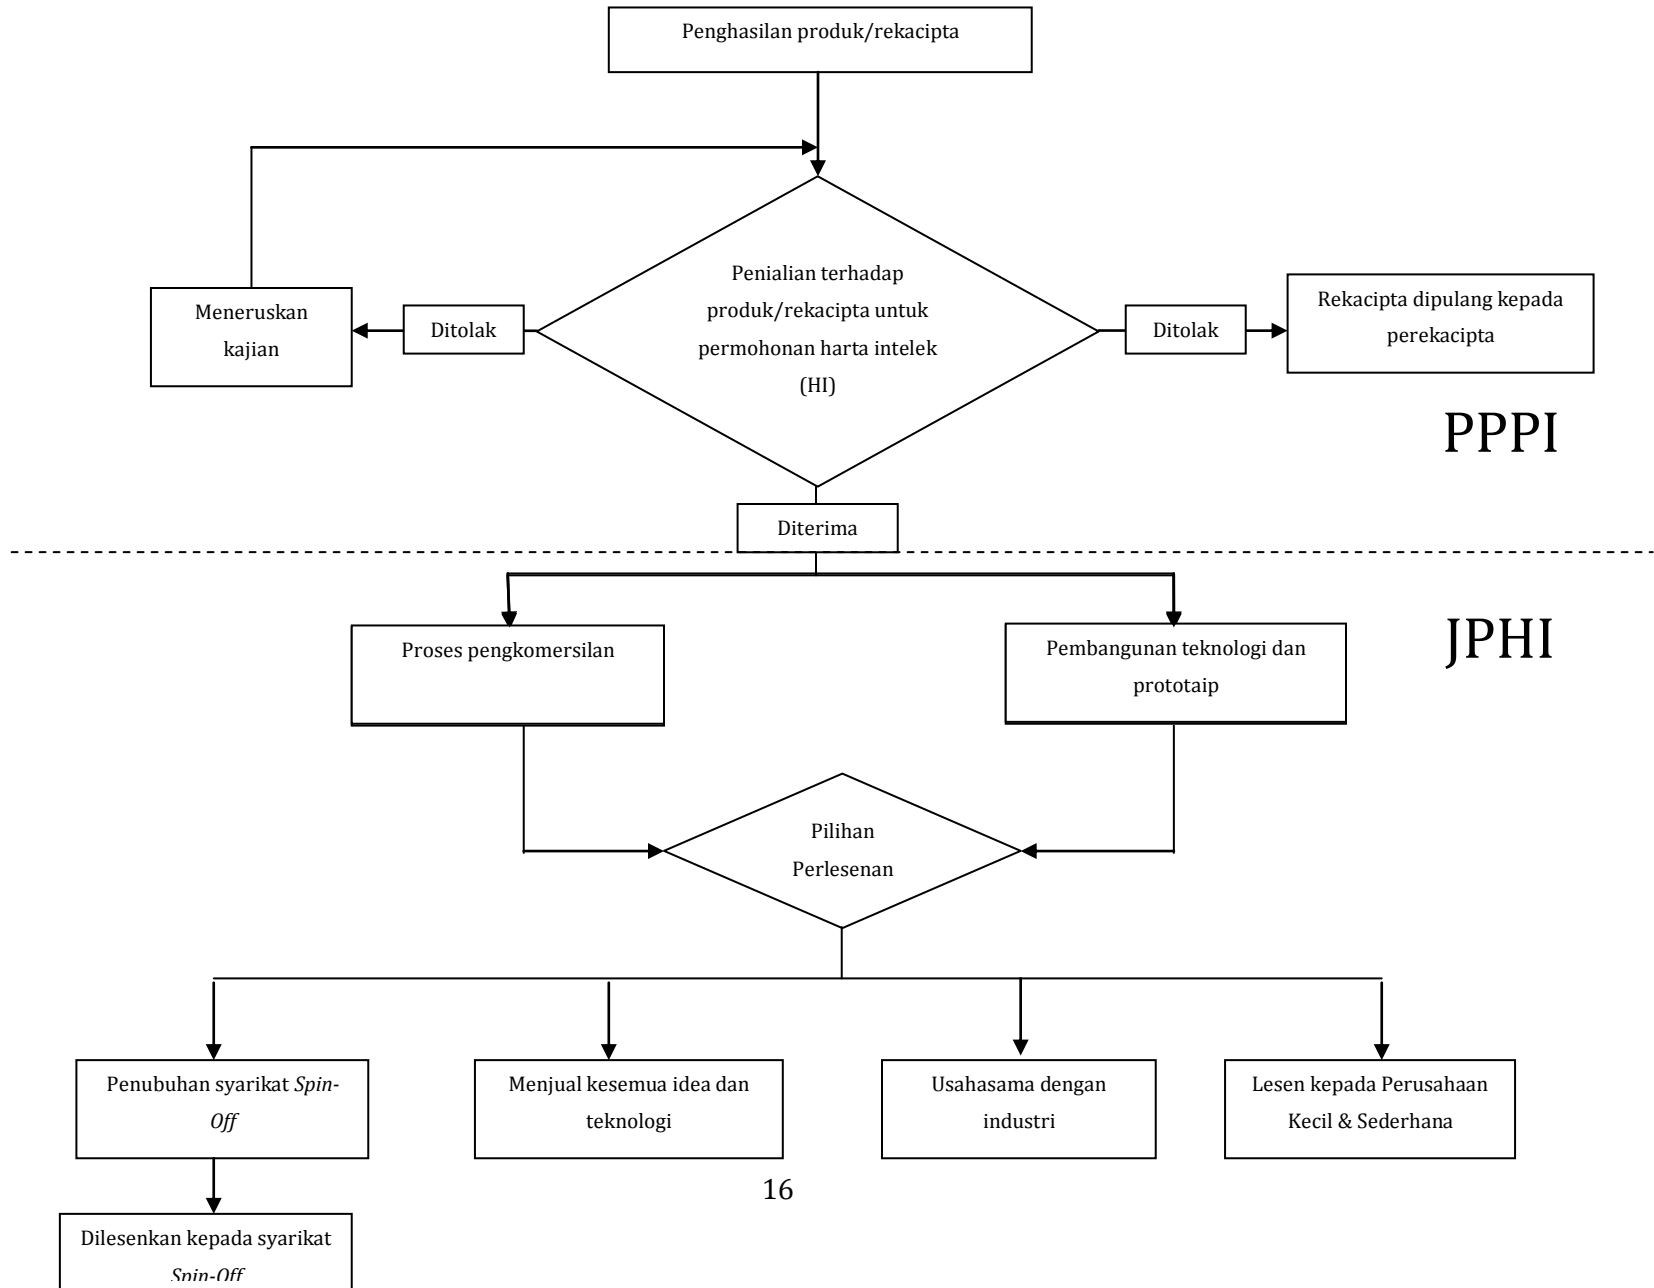 Penghasilan produk/rekacipta
Penialian terhadap
produk/rekacipta untuk
permohonan harta intelek
(HI)
Meneruskan
kajian
Ditolak
Ditolak
Rekacipta dipulang kepada
perekacipta
PPPI
Diterima
JPHI
Proses pengkomersilan
Pembangunan teknologi dan
prototaip
Pilihan
Perlesenan
Penubuhan syarikat Spin-
Off
Menjual kesemua idea dan
teknologi
Usahasama dengan
industri
Lesen kepada Perusahaan
Kecil & Sederhana
16
Dilesenkan kepada syarikat
Spin-Off